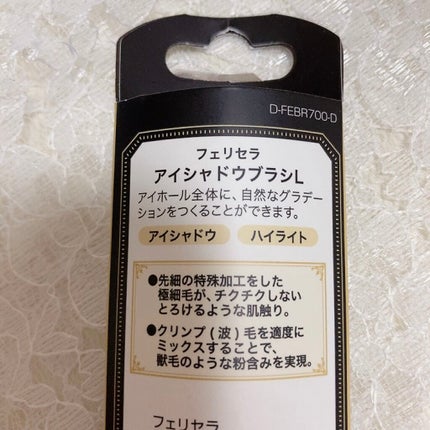 D-FEBR700-D
フェリセラ
アイシャドウブラシL
アイホール全体に、自然なグラデー
ションをつくることができます。
アイシャドウ ハイライト
●先細の特殊加工をした
極細毛が、チクチクしない
とろけるような肌触り。
●クリンプ(波)毛を適度に
ミックスすることで、
獣毛のような粉含みを実現。
フェリセラ